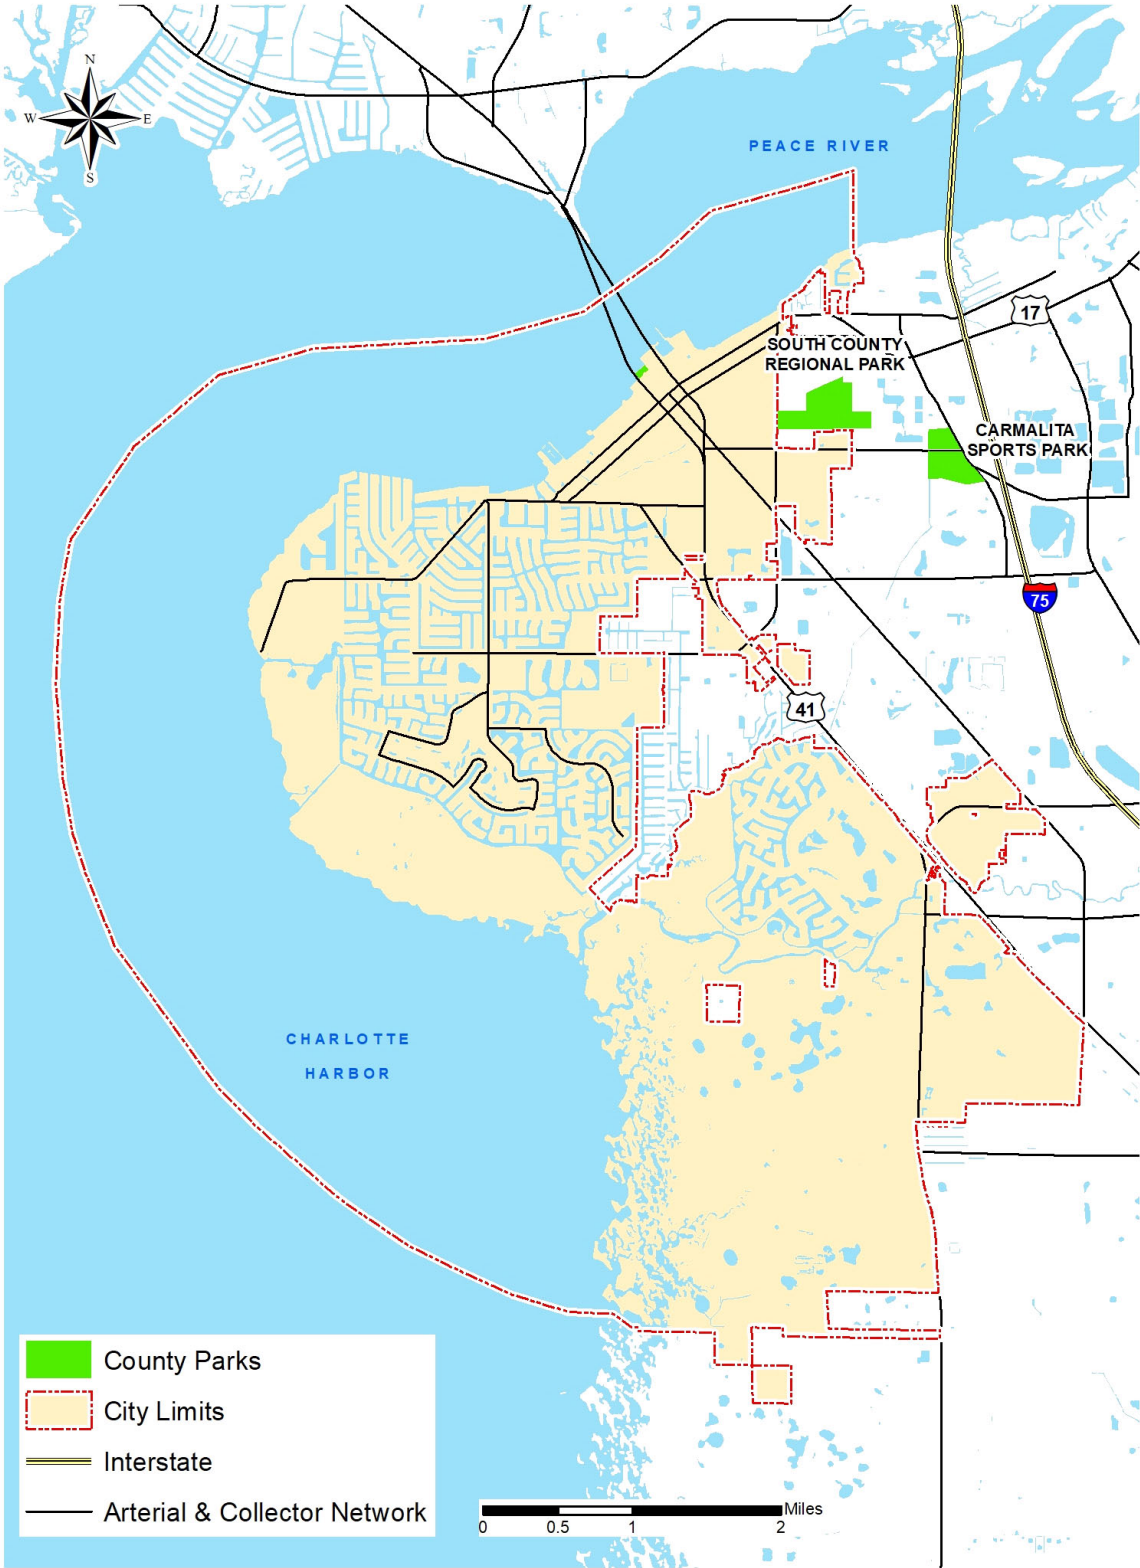 N
W
E
S
PEACE RIVER
17
SOUTH COUNTY
REGIONAL PARK
CARMALITA
SPORTS PARK
75
41
CHARLOTTE
HARBOR
County Parks
City Limits
Interstate
Arterial & Collector Network
Miles
0 0.5 1 2